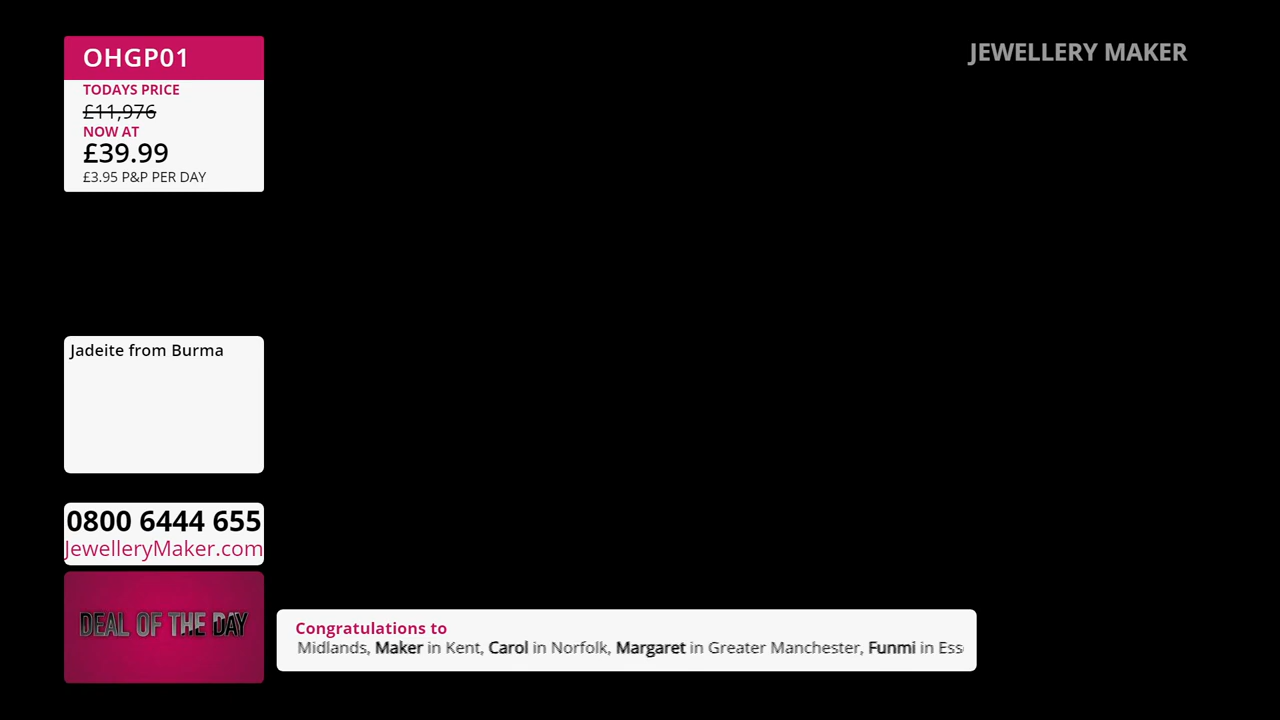 OHGP01
TODAYS PRICE
£11,976
NOW AT
£39.99
£3.95 P&P PER DAY
JEWELLERY MAKER
Jadeite from Burma
0800 6444 655
JewelleryMaker.com
DEAL OF THE DAY
Congratulations to
Midlands, Maker in Kent, Carol in Norfolk, Margaret in Greater Manchester, Funmi in Ess